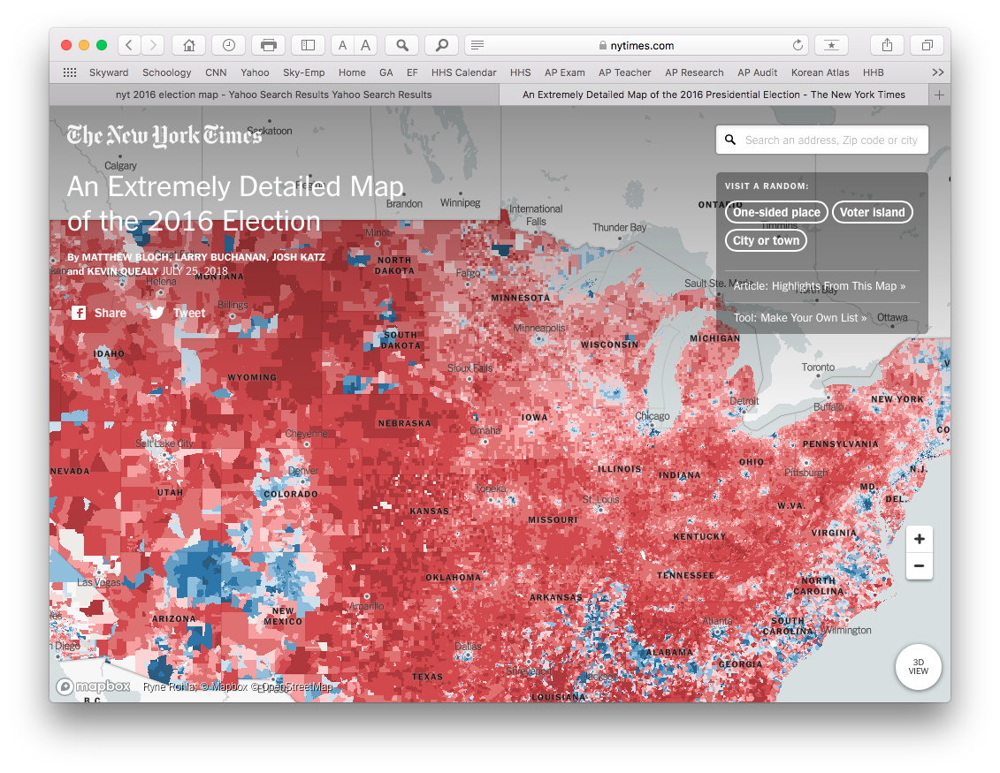 A A
nytimes.com
Skyward Schoology CNN Yahoo Sky-Emp Home GA EF HHS Calendar HHS AP Exam AP Teacher AP Research AP Audit Korean Atlas HHB
nyt 2016 election map - Yahoo Search Results Yahoo Search Results
An Extremely Detailed Map of the 2016 Presidential Election - The New York Times
The New York Times
Saskatoon
Search an address, Zip code or city
Calgary
An Extremely Detailed Map
of the 2016 Election
VISIT A RANDOM:
One-sided place
Voter island
City or town
Brandon
Winnipeg
ONTARIO
International
Falls
Timmins
Thunder Bay
Minot
By MATTHEW BLOCH, LARRY BUCHANAN, JOSH KATZ
and KEVIN QUEALY JULY 25, 2018
NORTH
DAKOTA
Fargo
Helena
MONTANA
Sault Ste.
Article: Highlights From This Map »
North Bay
MINNESOTA
Billings
Share
Tweet
Tool: Make Your Own List »
Ottawa
Minneapolis
SOUTH
DAKOTA
MICHIGAN
WISCONSIN
IDAHO
Sioux Falls
Toronto
WYOMING
Detroit
Buffalo
NEW YORK
Chicago
IOWA
NEBRASKA
Omaha
Cheyenne
Salt Lake City
PENNSYLVANIA
OHIO
ILLINOIS
INDIANA
Pittsburgh
N.J.
NEVADA
Denver
UTAH
COLORADO
Topeka
MD.
DEL.
St. Louis
W.VA.
KANSAS
MISSOURI
KENTUCKY
VIRGINIA
+
−
Las Vegas
OKLAHOMA
TENNESSEE
NORTH
CAROLINA
ARKANSAS
Amarillo
ARIZONA
NEW
MEXICO
Atlanta
SOUTH
CAROLINA
Wilmington
n Diego
Dallas
ALABAMA
GEORGIA
3D
VIEW
Shreveport
Jackson
TEXAS
mapbox
Ryne Rohla; © Mapbox © OpenStreetMap
LOUISIANA
B.C.